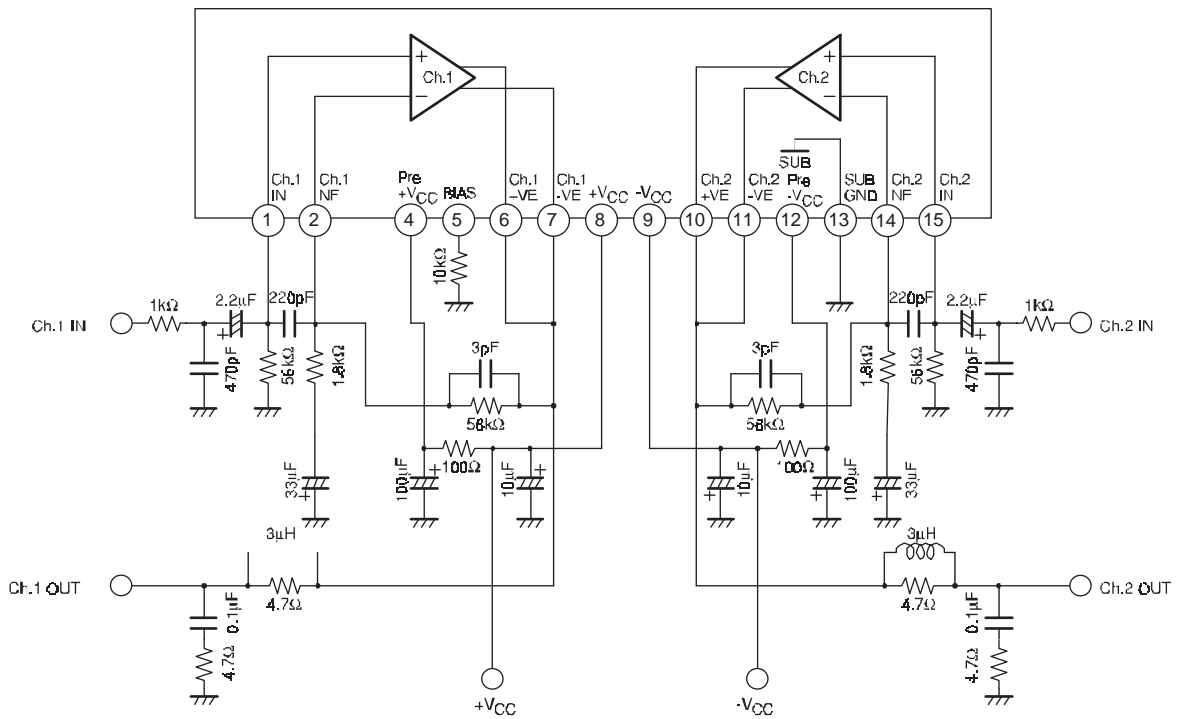 Ch.1
+
−
Ch.2
+
−
SUB
Ch.1 IN
Ch.1 NF
Pre +VCC
BIAS
Ch.1 +VE
Ch.1 -VE
+VCC
-VCC
Ch.2 +VE
Ch.2 -VE
Pre -VCC
SUB GND
Ch.2 NF
Ch.2 IN
1 2 4 5 6 7 8 9 10 11 12 13 14 15
10kΩ
Ch.1 IN
1kΩ
470pF
2.2µF
+
56kΩ
220pF
1.8kΩ
33µF
+
3pF
56kΩ
100µF
+
100Ω
10µF
+
3pF
56kΩ
10µF
+
100Ω
100µF
+
33µF
+
1.8kΩ
220pF
56kΩ
2.2µF
+
470pF
1kΩ
Ch.2 IN
Ch.1 OUT
3µH
4.7Ω
0.1µF
4.7Ω
3µH
4.7Ω
0.1µF
4.7Ω
Ch.2 OUT
+VCC
-VCC